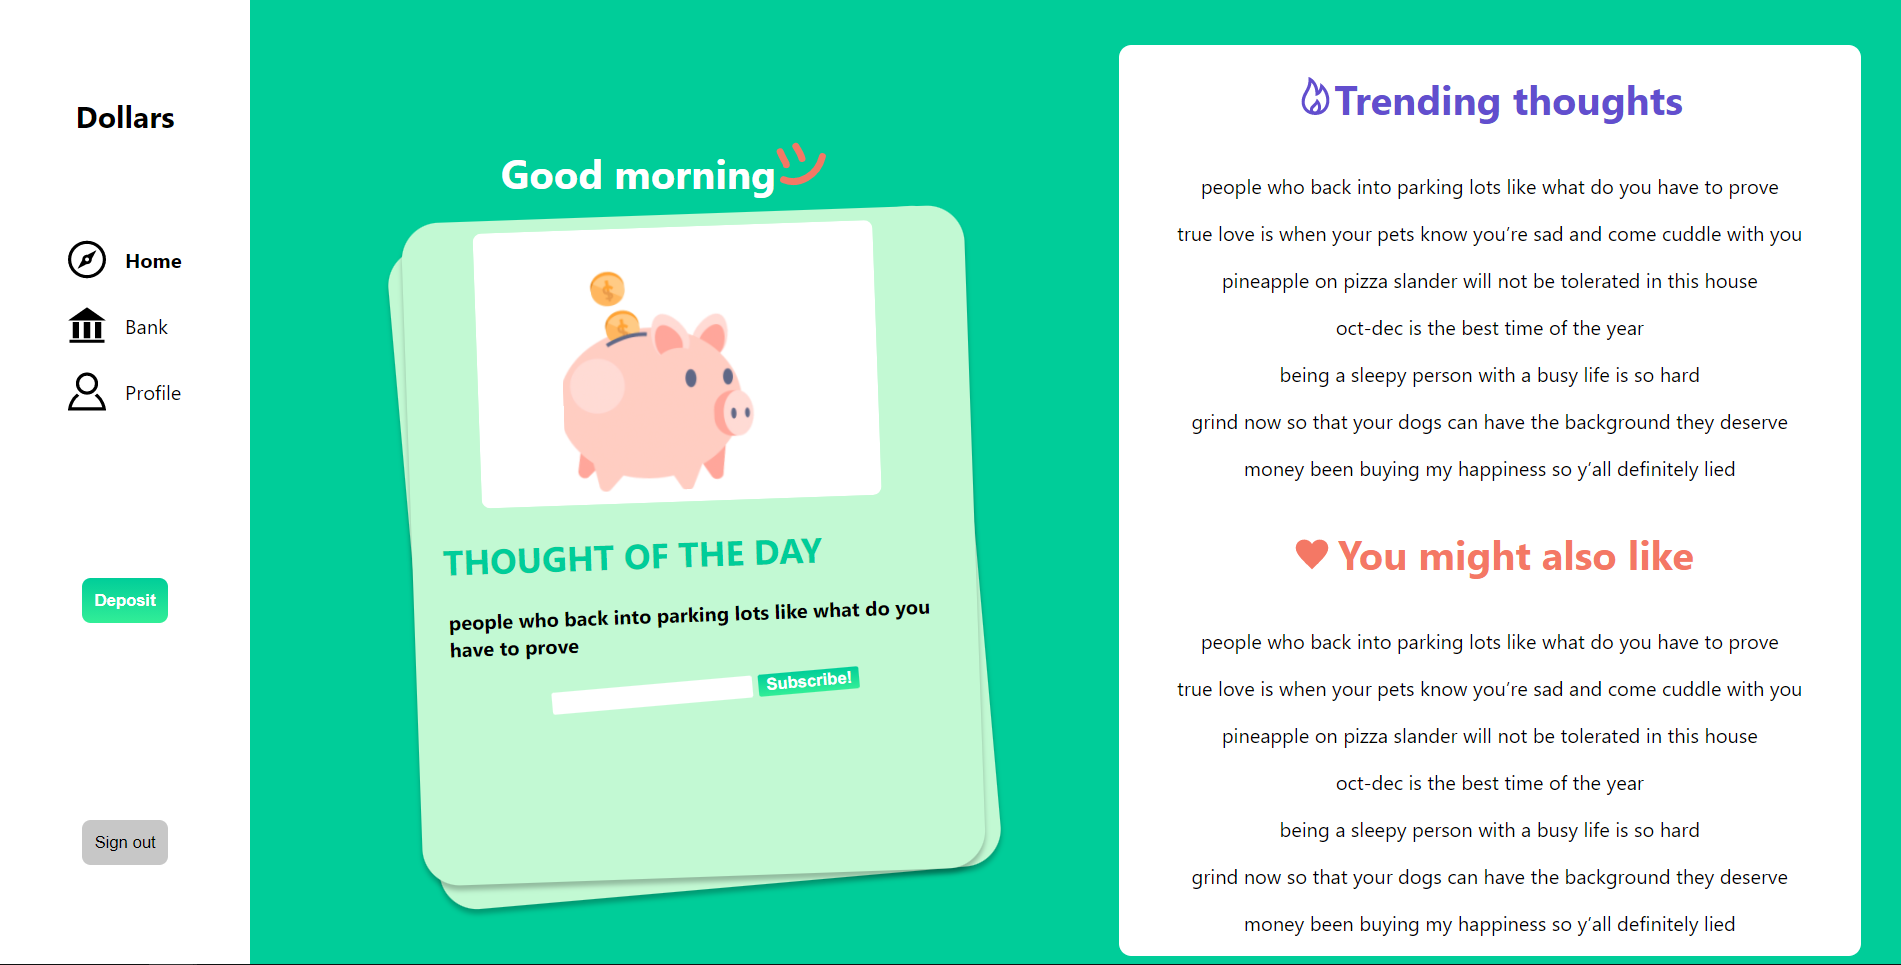 Dollars
Home
Bank
Profile
Deposit
Sign out
Good morning
THOUGHT OF THE DAY
people who back into parking lots like what do you
have to prove
Subscribe!
Trending thoughts
people who back into parking lots like what do you have to prove
true love is when your pets know you’re sad and come cuddle with you
pineapple on pizza slander will not be tolerated in this house
oct-dec is the best time of the year
being a sleepy person with a busy life is so hard
grind now so that your dogs can have the background they deserve
money been buying my happiness so y’all definitely lied
You might also like
people who back into parking lots like what do you have to prove
true love is when your pets know you’re sad and come cuddle with you
pineapple on pizza slander will not be tolerated in this house
oct-dec is the best time of the year
being a sleepy person with a busy life is so hard
grind now so that your dogs can have the background they deserve
money been buying my happiness so y’all definitely lied